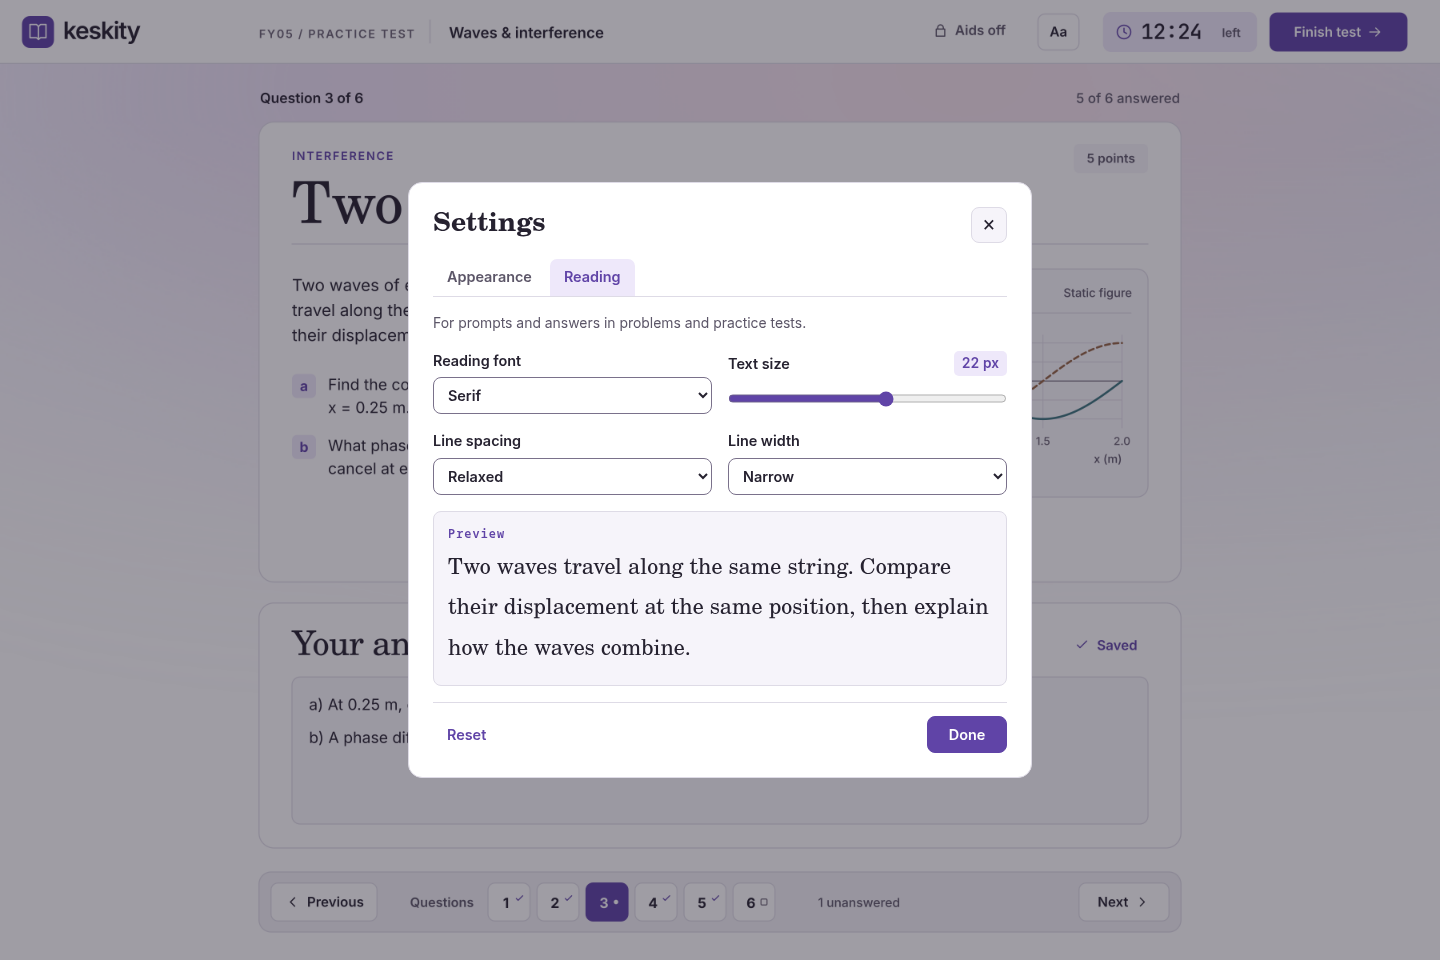 keskity
FY05 / PRACTICE TEST
Waves & interference
Aids off
Aa
12:24 left
Finish test →
Question 3 of 6
5 of 6 answered
INTERFERENCE
5 points
Two
Two waves of
travel along the
their displacem
a
Find the co
x = 0.25 m.
b
What phase
cancel at e
Static figure
1.5
2.0
x (m)
Settings
Appearance
Reading
For prompts and answers in problems and practice tests.
Reading font
Serif
Text size
22 px
Line spacing
Relaxed
Line width
Narrow
Preview
Two waves travel along the same string. Compare
their displacement at the same position, then explain
how the waves combine.
Reset
Done
Your an
Saved
a) At 0.25 m,
b) A phase dif
Previous
Questions
1
2
3
4
5
6
1 unanswered
Next